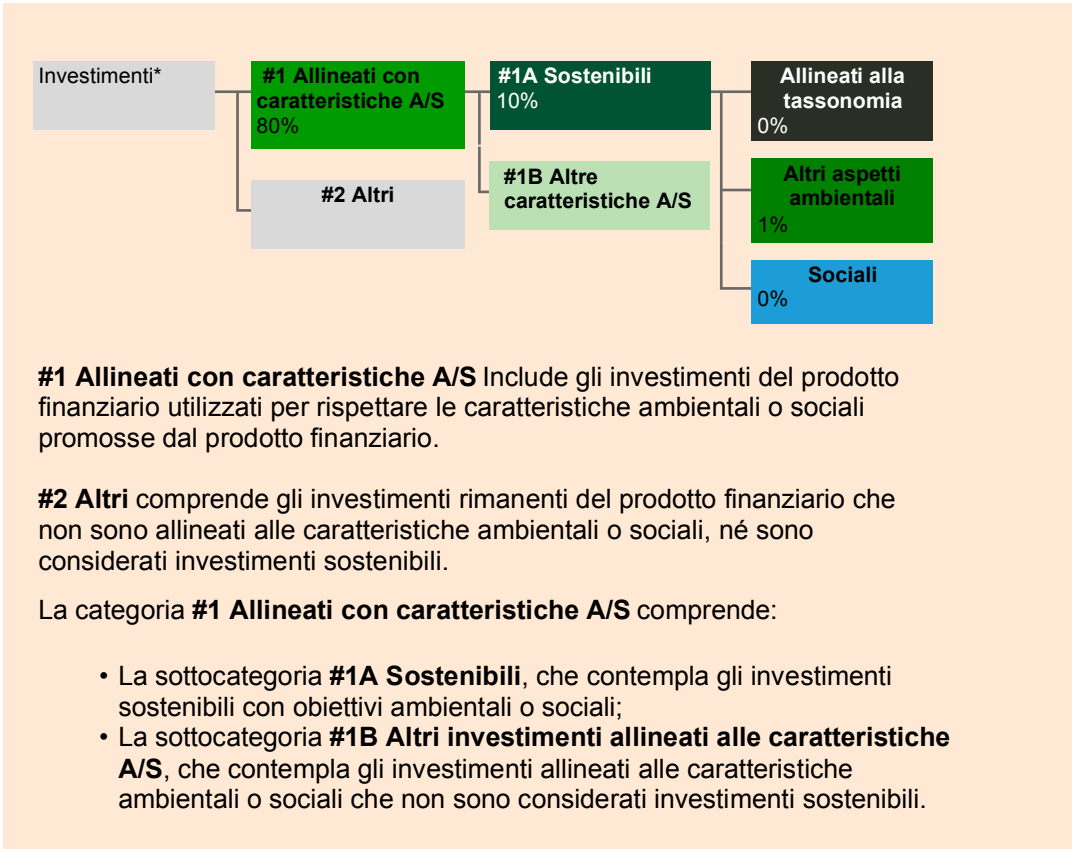 Investimenti*
#1 Allineati con
caratteristiche A/S
80%
#2 Altri
#1A Sostenibili
10%
#1B Altre
caratteristiche A/S
Allineati alla
tassonomia
0%
Altri aspetti
ambientali
1%
Sociali
0%
#1 Allineati con caratteristiche A/S Include gli investimenti del prodotto
finanziario utilizzati per rispettare le caratteristiche ambientali o sociali
promosse dal prodotto finanziario.
#2 Altri comprende gli investimenti rimanenti del prodotto finanziario che
non sono allineati alle caratteristiche ambientali o sociali, né sono
considerati investimenti sostenibili.
La categoria #1 Allineati con caratteristiche A/S comprende:
• La sottocategoria #1A Sostenibili, che contempla gli investimenti
sostenibili con obiettivi ambientali o sociali;
• La sottocategoria #1B Altri investimenti allineati alle caratteristiche
A/S, che contempla gli investimenti allineati alle caratteristiche
ambientali o sociali che non sono considerati investimenti sostenibili.